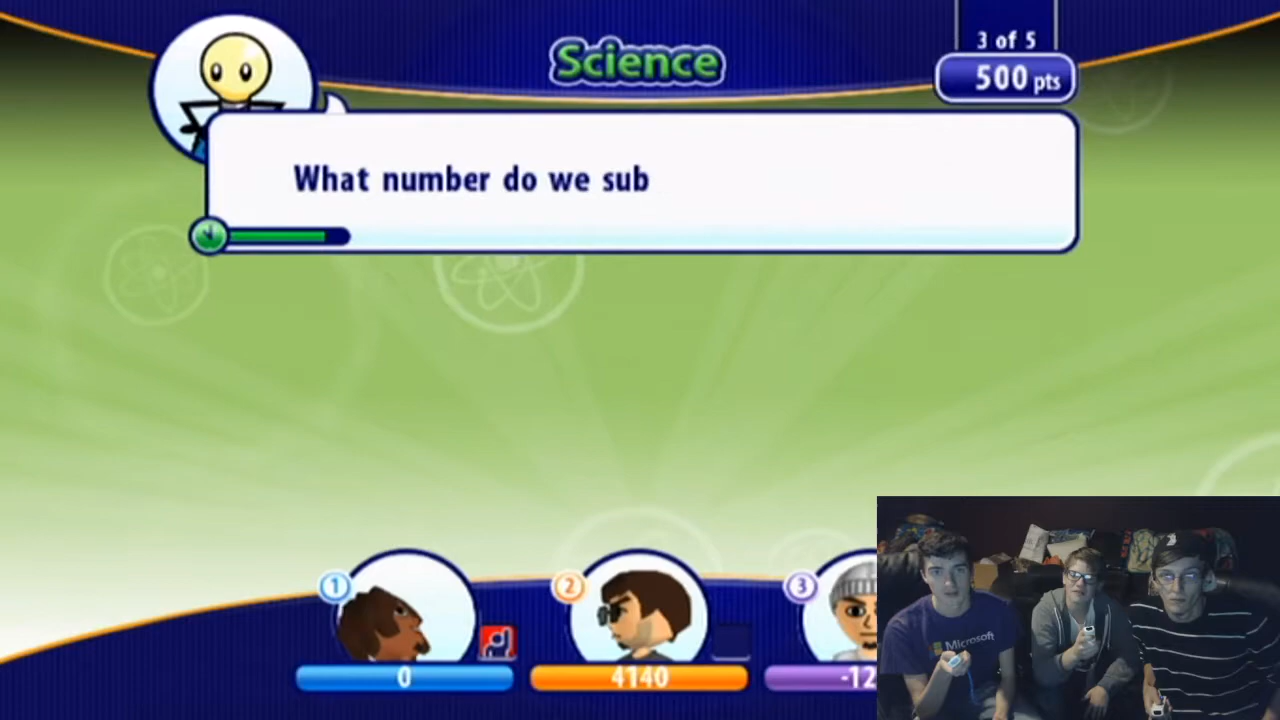 Science
3 of 5
500 pts
What number do we sub
1
2
3
0
4140
-12
Microsoft